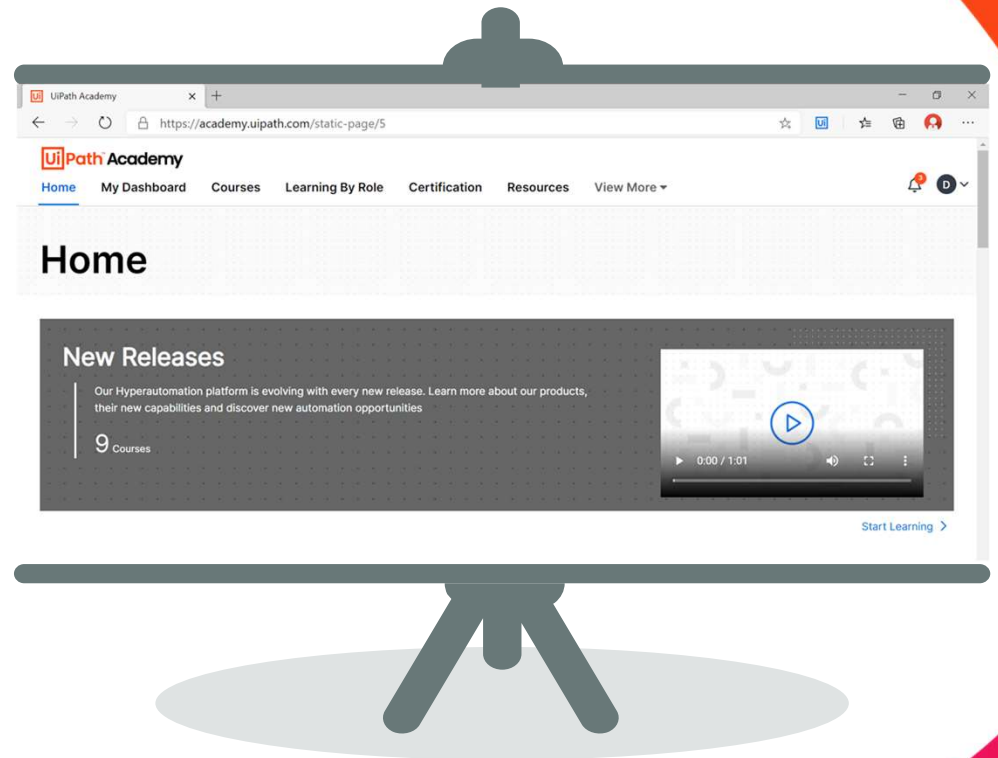 UiPath Academy
https://academy.uipath.com/static-page/5
Ui
UiPath Academy
3
D
Home My Dashboard Courses Learning By Role Certification Resources View More
Home
New Releases
Our Hyperautomation platform is evolving with every new release. Learn more about our products,
their new capabilities and discover new automation opportunities
9 Courses
0:00 / 1:01
Start Learning